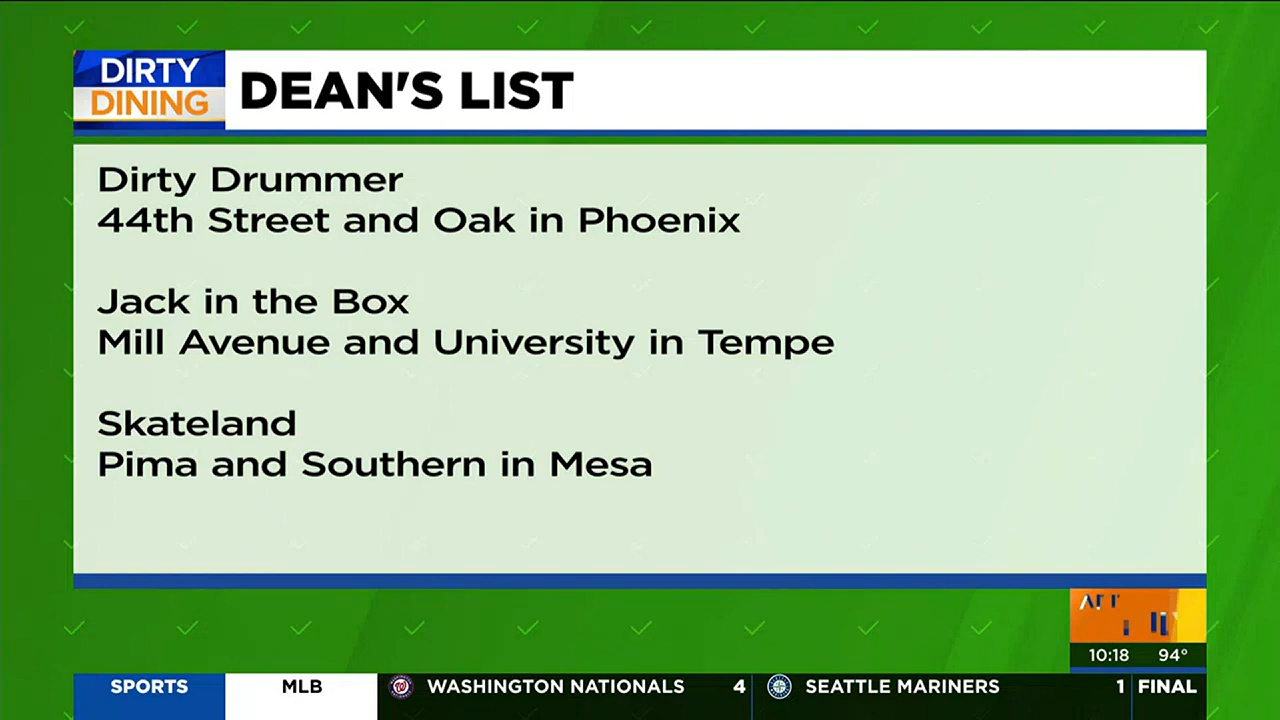 DIRTY
DINING
DEAN'S LIST
Dirty Drummer
44th Street and Oak in Phoenix
Jack in the Box
Mill Avenue and University in Tempe
Skateland
Pima and Southern in Mesa
10:18 94°
SPORTS MLB WASHINGTON NATIONALS 4 SEATTLE MARINERS 1 FINAL